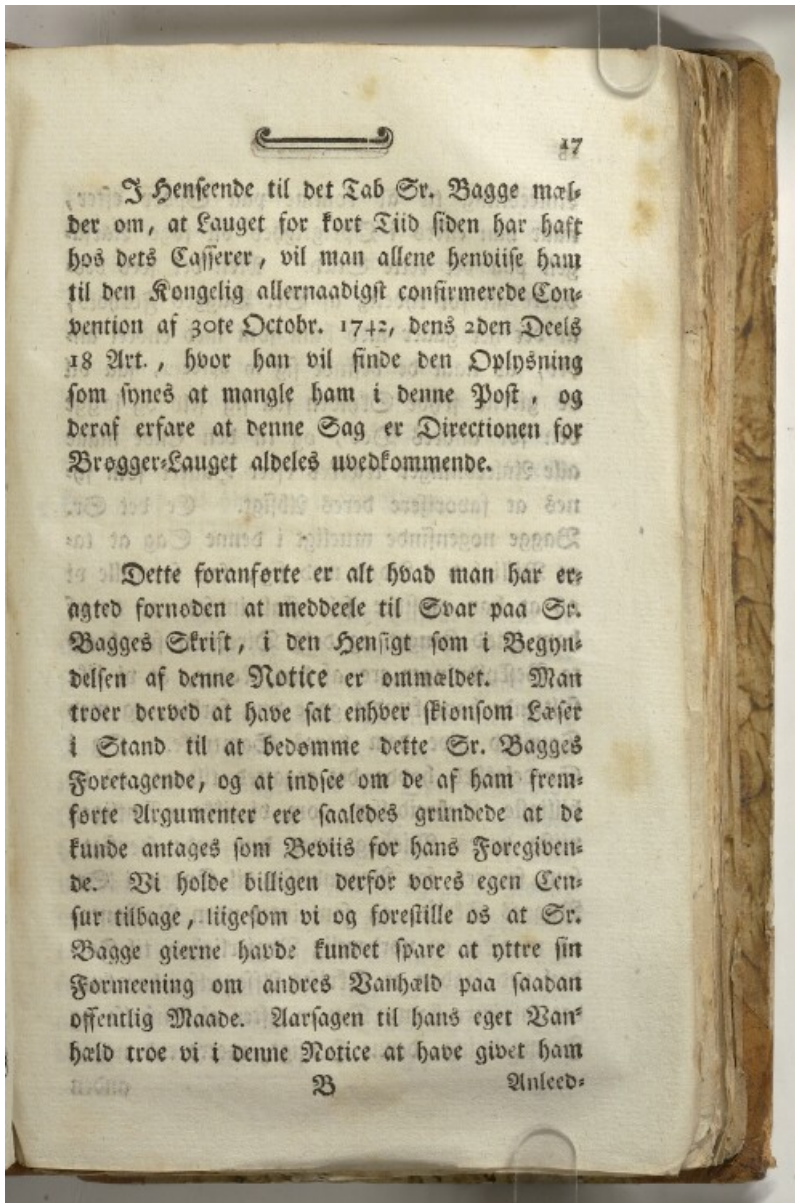 17
I Henseende til det Tab Sr. Bagge mæl-
der om, at Lauget for kort Tiid siden har haft
hos dets Casserer, vil man allene henviise ham
til den Kongelig allernaadigst confirmerede Con-
vention af 30te Octobr. 1742, dens 2den Deels
18 Art., hvor han vil finde den Oplysning
som synes at mangle ham i denne Post, og
deraf erfare at denne Sag er Directionen for
Brøgger-Lauget aldeles uvedkommende.
Dette foranførte er alt hvad man har er-
agted fornøden at meddeele til Svar paa Sr.
Bagges Skrift, i den Hensigt som i Begyn-
delsen af denne Notice er ommældet. Man
troer derved at have sat enhver skionsom Læser
i Stand til at bedømme dette Sr. Bagges
Foretagende, og at indsee om de af ham frem-
førte Argumenter ere saaledes grundede at de
kunde antages som Beviis for hans Foregiven-
de. Vi holde billigen derfor vores egen Cen-
sur tilbage, liigesom vi og forestille os at Sr.
Bagge gierne havde kundet spare at yttre sin
Formeening om andres Vanhæld paa saadan
offentlig Maade. Aarsagen til hans eget Van-
hæld troe vi i denne Notice at have givet ham
B Anleed-